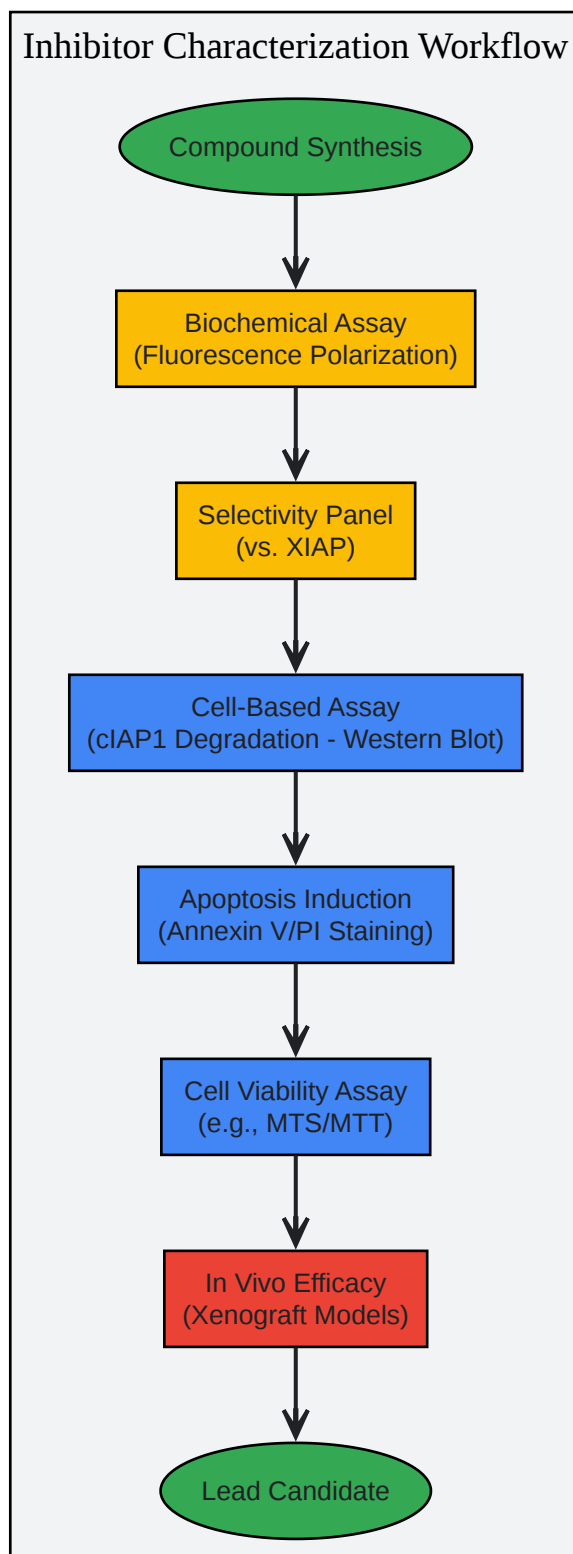 Inhibitor Characterization Workflow
Compound Synthesis
Biochemical Assay
(Fluorescence Polarization)
Selectivity Panel
(vs. XIAP)
Cell-Based Assay
(cIAP1 Degradation - Western Blot)
Apoptosis Induction
(Annexin V/PI Staining)
Cell Viability Assay
(e.g., MTS/MTT)
In Vivo Efficacy
(Xenograft Models)
Lead Candidate